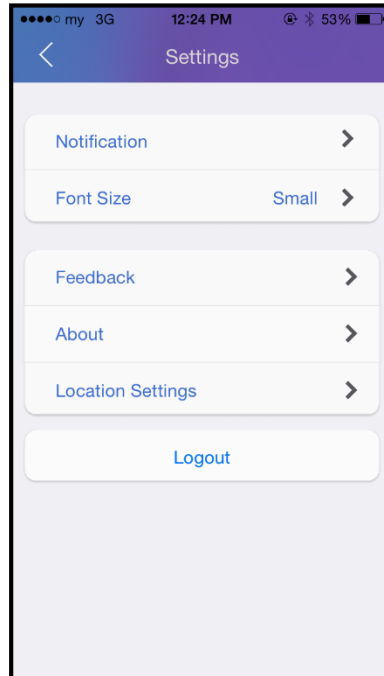 my 3G 12:24 PM 53%
Settings
Notification
Font Size Small
Feedback
About
Location Settings
Logout